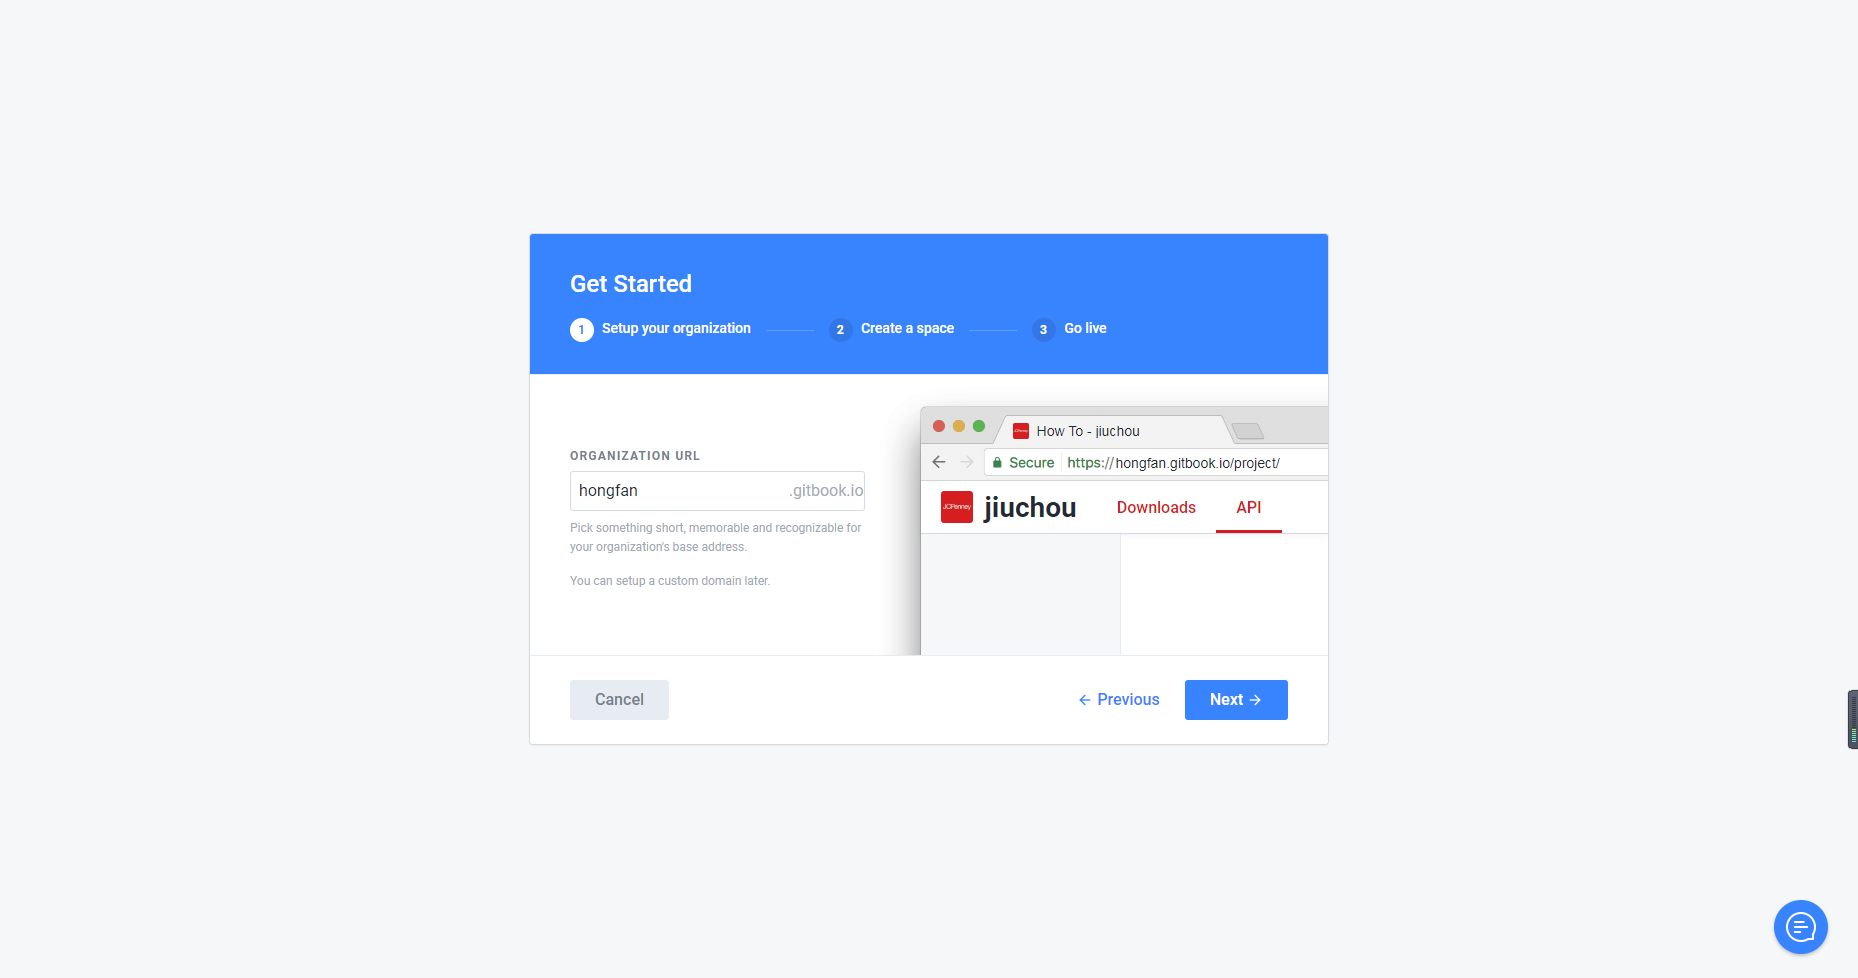 Get Started
1 Setup your organization 2 Create a space 3 Go live
How To - jiuchou
Secure https://hongfan.gitbook.io/project/
JCPenney jiuchou Downloads API
ORGANIZATION URL
hongfan .gitbook.io
Pick something short, memorable and recognizable for
your organization's base address.
You can setup a custom domain later.
Cancel ← Previous Next →